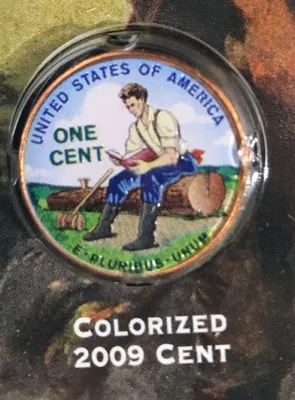 UNITED STATES OF AMERICA
ONE
CENT
E·PLURIBUS·UNUM
COLORIZED
2009 CENT